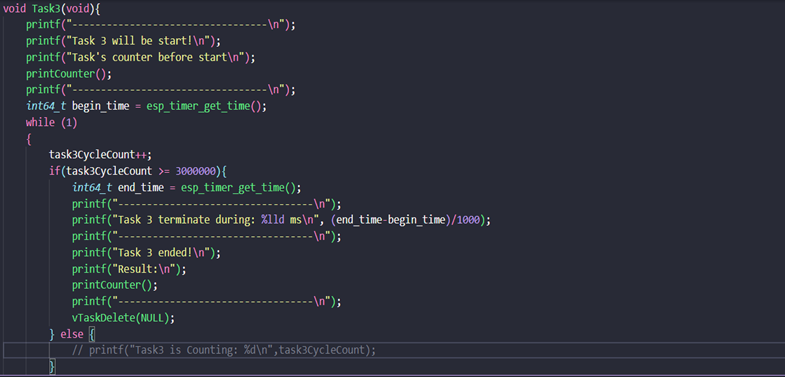 void Task3(void){
    printf("----------------------------------\n");
    printf("Task 3 will be start!\n");
    printf("Task's counter before start\n");
    printCounter();
    printf("----------------------------------\n");
    int64_t begin_time = esp_timer_get_time();
    while (1)
    {
        task3CycleCount++;
        if(task3CycleCount >= 3000000){
            int64_t end_time = esp_timer_get_time();
            printf("----------------------------------\n");
            printf("Task 3 terminate during: %lld ms\n", (end_time-begin_time)/1000);
            printf("----------------------------------\n");
            printf("Task 3 ended!\n");
            printf("Result:\n");
            printCounter();
            printf("----------------------------------\n");
            vTaskDelete(NULL);
        } else {
            // printf("Task3 is Counting: %d\n",task3CycleCount);
        }